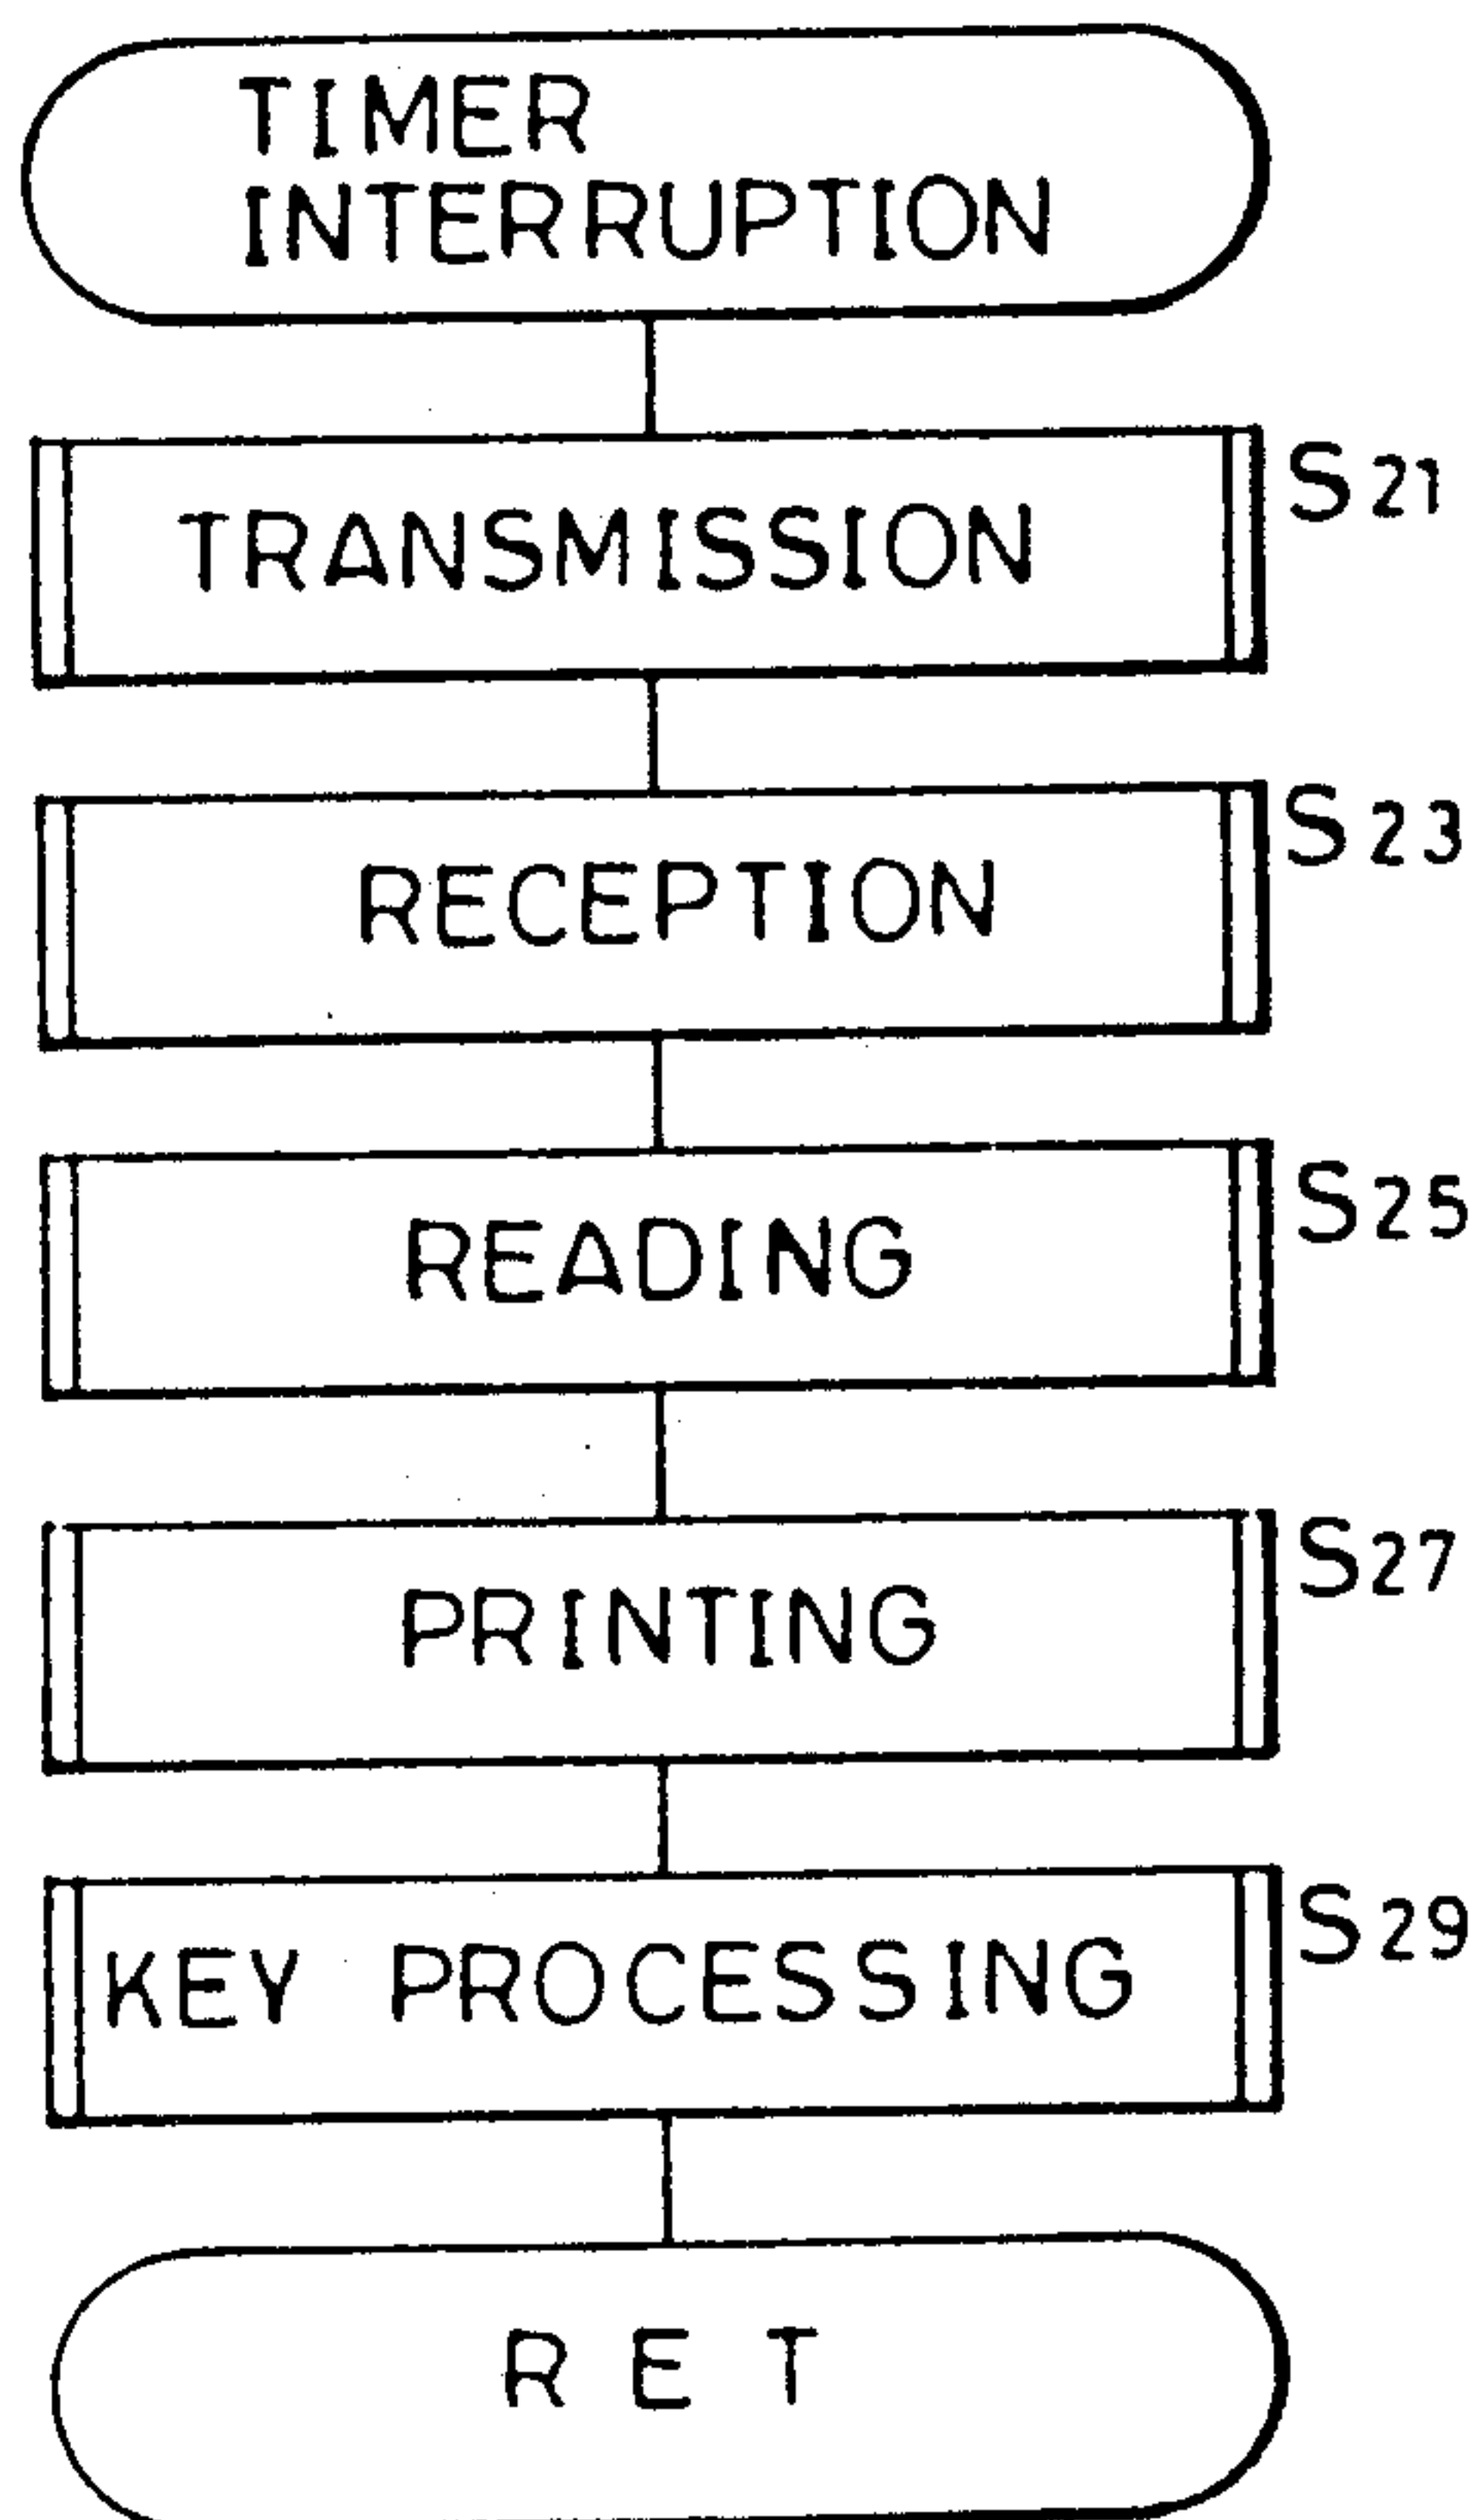 TIMER
INTERRUPTION
TRANSMISSION
S21
RECEPTION
S23
READING
S25
PRINTING
S27
KEY PROCESSING
S29
RET